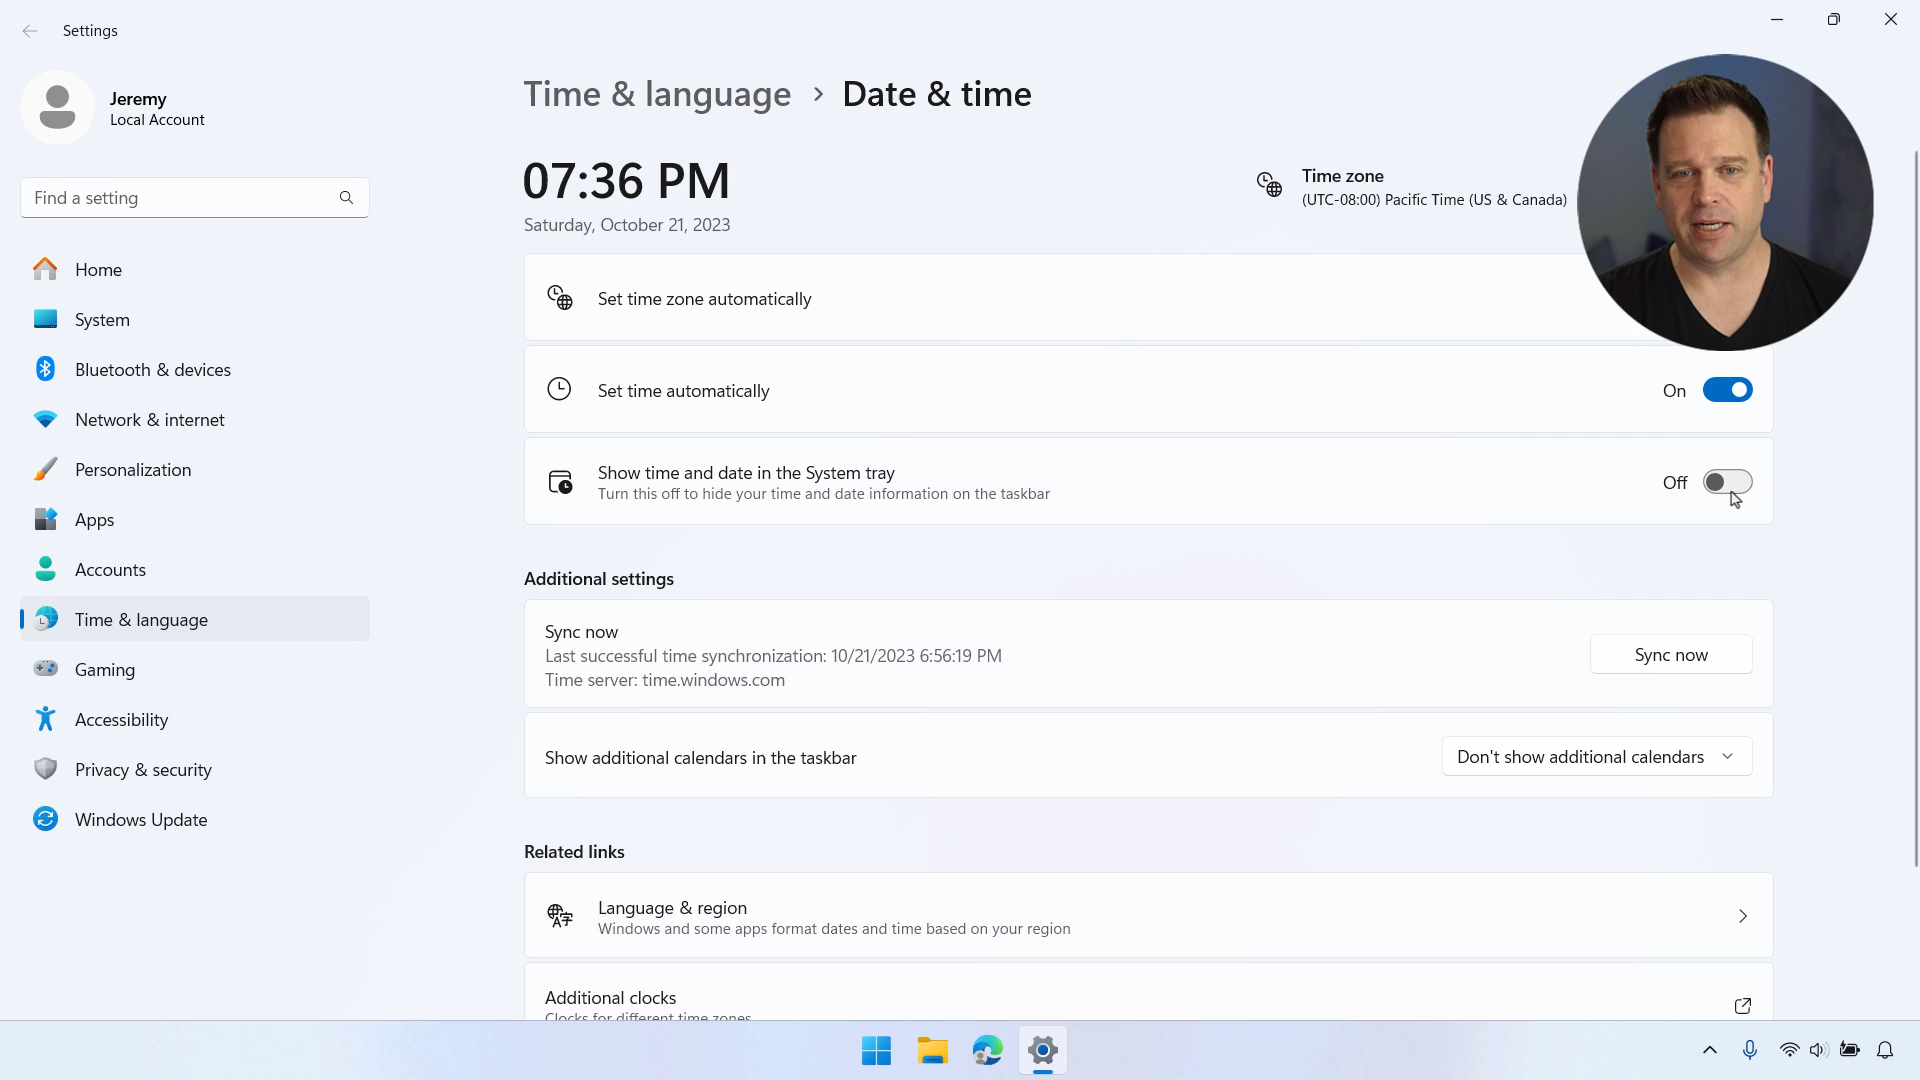 Settings
Jeremy
Local Account
Find a setting
Home
System
Bluetooth & devices
Network & internet
Personalization
Apps
Accounts
Time & language
Gaming
Accessibility
Privacy & security
Windows Update
Time & language > Date & time
07:36 PM
Saturday, October 21, 2023
Time zone
(UTC-08:00) Pacific Time (US & Canada)
Set time zone automatically
Set time automatically
On
Show time and date in the System tray
Turn this off to hide your time and date information on the taskbar
Off
Additional settings
Sync now
Last successful time synchronization: 10/21/2023 6:56:19 PM
Time server: time.windows.com
Sync now
Show additional calendars in the taskbar
Don't show additional calendars
Related links
Language & region
Windows and some apps format dates and time based on your region
Additional clocks
Clocks for different time zones